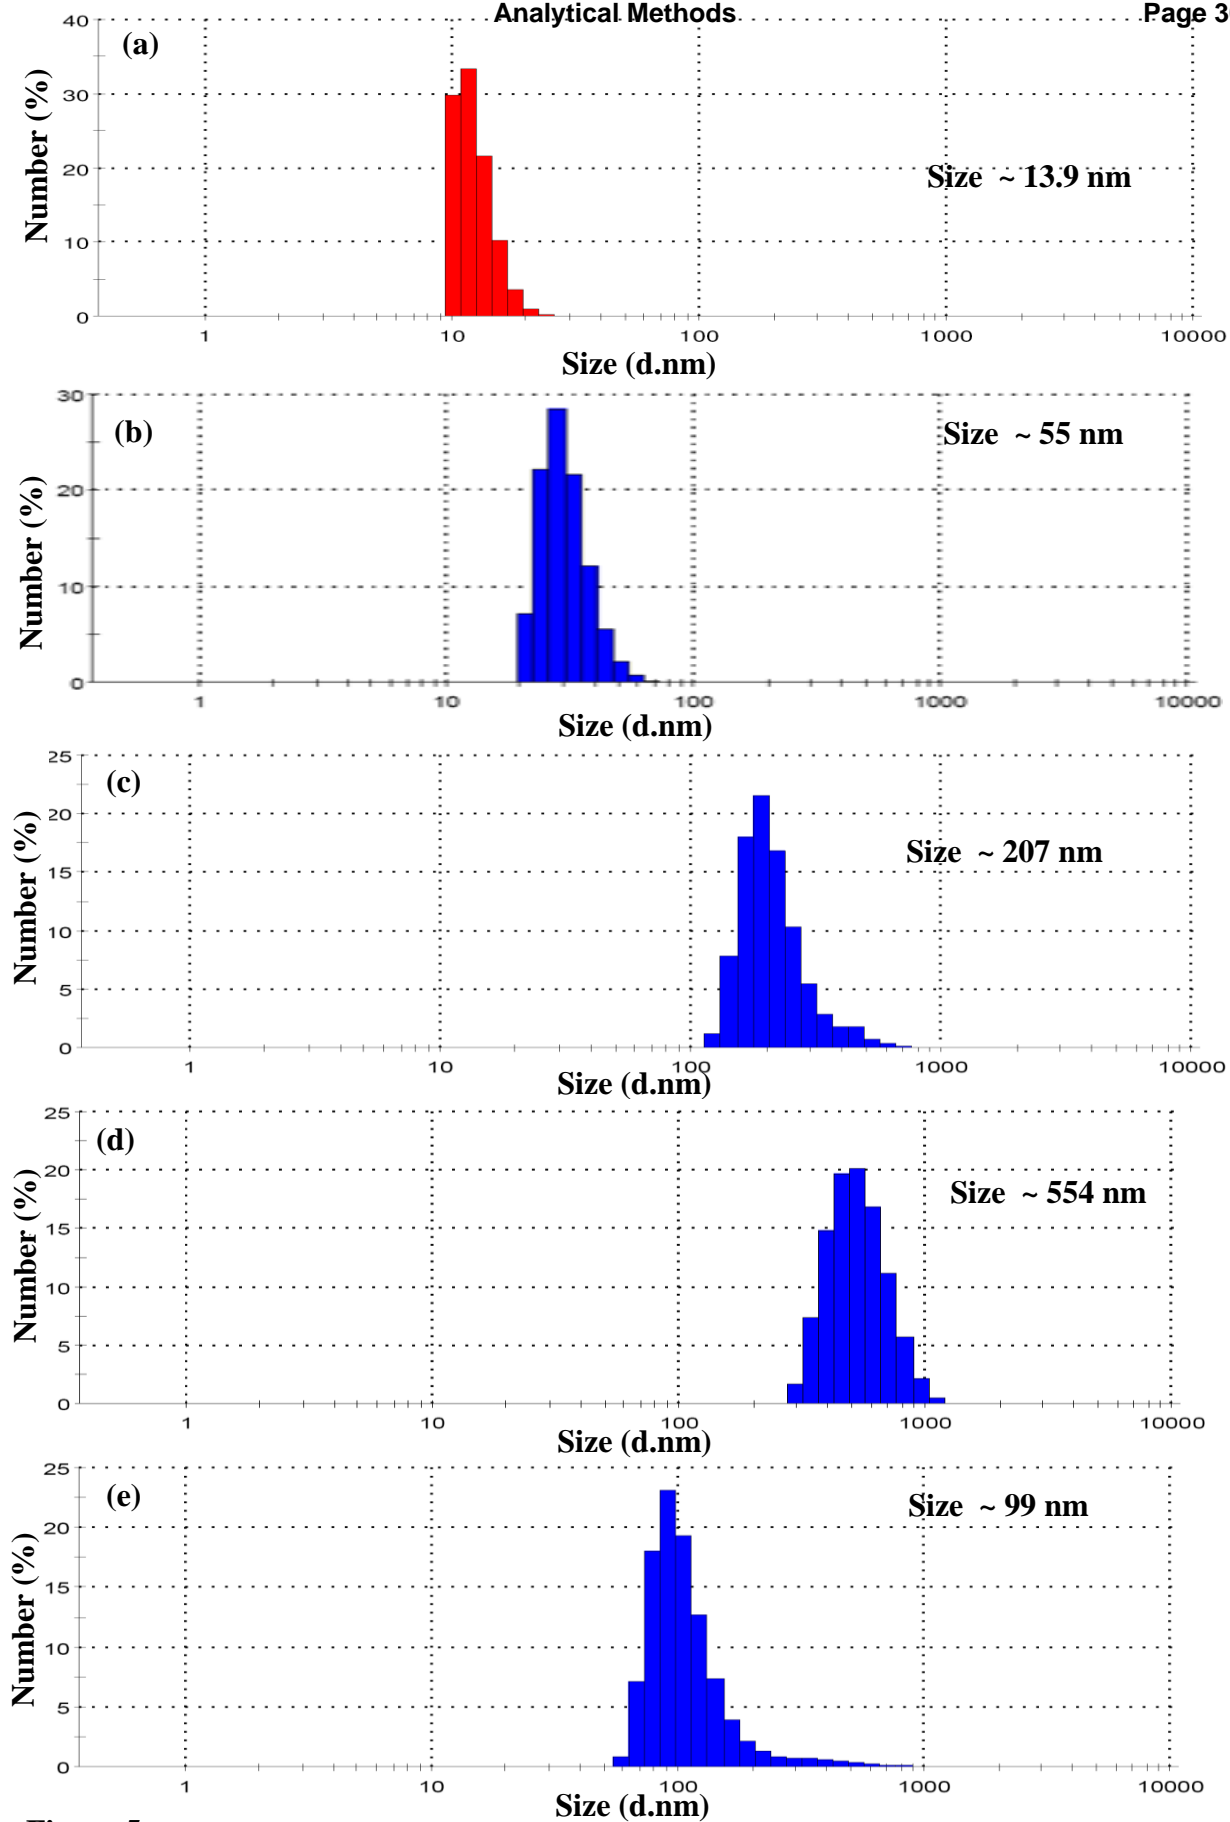 Analytical Methods Page 3
40
(a)
30
20
10
0
Number (%)
Size ~ 13.9 nm
1 10 100 1000 10000
Size (d.nm)
30
(b)
20
10
0
Number (%)
Size ~ 55 nm
1 10 100 1000 10000
Size (d.nm)
25
(c)
20
15
10
5
0
Number (%)
Size ~ 207 nm
1 10 100 1000 10000
Size (d.nm)
25
(d)
20
15
10
5
0
Number (%)
Size ~ 554 nm
1 10 100 1000 10000
Size (d.nm)
25
(e)
20
15
10
5
0
Number (%)
Size ~ 99 nm
1 10 100 1000 10000
Size (d.nm)